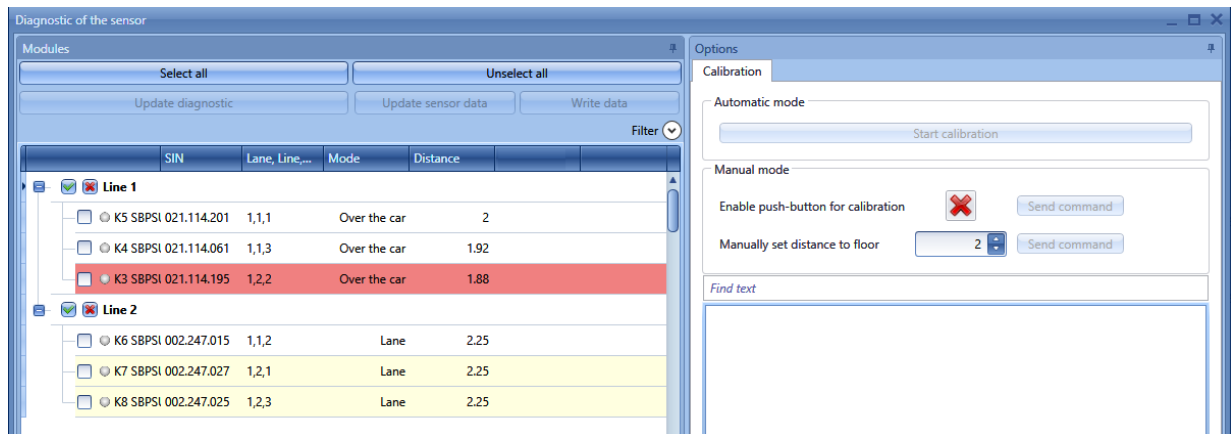 Diagnostic of the sensor
Modules
Select all
Unselect all
Update diagnostic
Update sensor data
Write data
Filter
SIN
Lane, Line,...
Mode
Distance
Line 1
K5 SBPSU 021.114.201 1,1,1 Over the car 2
K4 SBPSU 021.114.061 1,1,3 Over the car 1.92
K3 SBPSU 021.114.195 1,2,2 Over the car 1.88
Line 2
K6 SBPSU 002.247.015 1,1,2 Lane 2.25
K7 SBPSU 002.247.027 1,2,1 Lane 2.25
K8 SBPSU 002.247.025 1,2,3 Lane 2.25
Options
Calibration
Automatic mode
Start calibration
Manual mode
Enable push-button for calibration
Send command
Manually set distance to floor
2
Send command
Find text